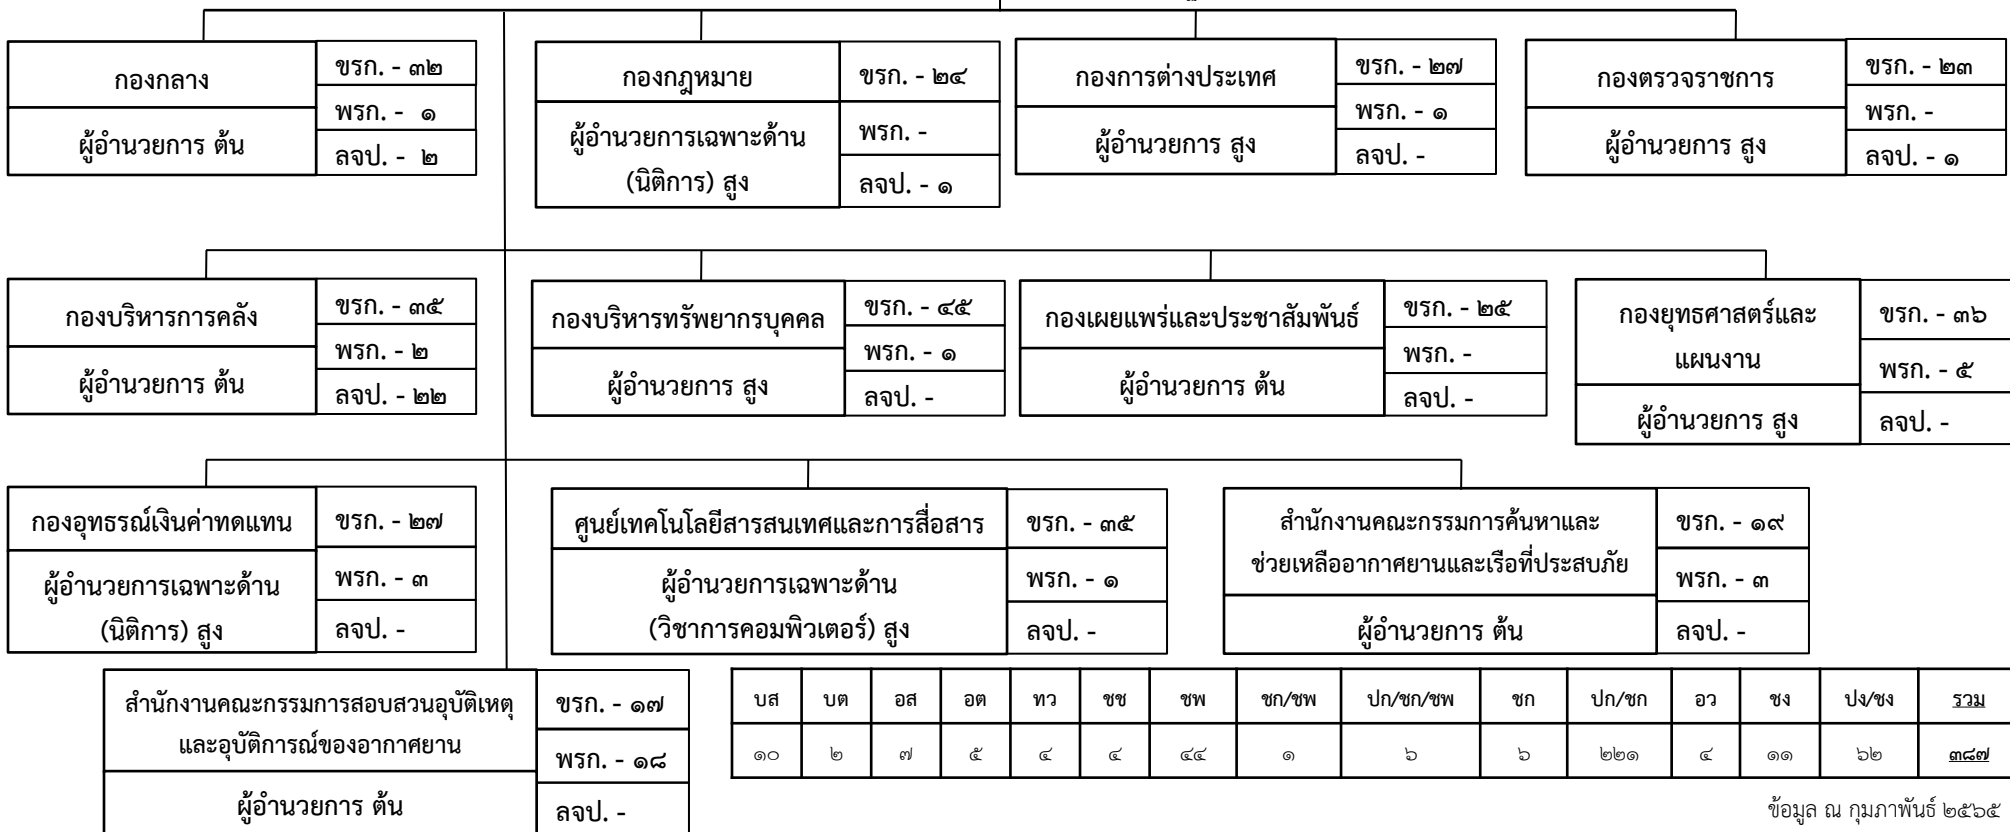 กองกลาง
ผู้อำนวยการ ต้น
ขรก. - ๓๒
พรก. - ๑
ลจป. - ๒
กองกฎหมาย
ผู้อำนวยการเฉพาะด้าน
(นิติการ) สูง
ขรก. - ๒๔
พรก. -
ลจป. - ๑
กองการต่างประเทศ
ผู้อำนวยการ สูง
ขรก. - ๒๗
พรก. - ๑
ลจป. -
กองตรวจราชการ
ผู้อำนวยการ สูง
ขรก. - ๒๓
พรก. -
ลจป. - ๑
กองบริหารการคลัง
ผู้อำนวยการ ต้น
ขรก. - ๓๕
พรก. - ๒
ลจป. - ๒๒
กองบริหารทรัพยากรบุคคล
ผู้อำนวยการ สูง
ขรก. - ๔๕
พรก. - ๑
ลจป. -
กองเผยแพร่และประชาสัมพันธ์
ผู้อำนวยการ ต้น
ขรก. - ๒๕
พรก. -
ลจป. -
กองยุทธศาสตร์และ
แผนงาน
ผู้อำนวยการ สูง
ขรก. - ๓๖
พรก. - ๕
ลจป. -
กองอุทธรณ์เงินค่าทดแทน
ผู้อำนวยการเฉพาะด้าน
(นิติการ) สูง
ขรก. - ๒๗
พรก. - ๓
ลจป. -
ศูนย์เทคโนโลยีสารสนเทศและการสื่อสาร
ผู้อำนวยการเฉพาะด้าน
(วิชาการคอมพิวเตอร์) สูง
ขรก. - ๓๕
พรก. - ๑
ลจป. -
สำนักงานคณะกรรมการค้นหาและ
ช่วยเหลืออากาศยานและเรือที่ประสบภัย
ผู้อำนวยการ ต้น
ขรก. - ๑๙
พรก. - ๓
ลจป. -
สำนักงานคณะกรรมการสอบสวนอุบัติเหตุ
และอุบัติการณ์ของอากาศยาน
ผู้อำนวยการ ต้น
ขรก. - ๑๗
พรก. - ๑๘
ลจป. -
บส บต อส อต ทว ชช ชพ ชก/ชพ ปก/ชก/ชพ ชก ปก/ชก อว ชง ปง/ชง รวม
๑๐ ๒ ๗ ๕ ๔ ๔ ๔๔ ๑ ๖ ๖ ๒๒๑ ๔ ๑๑ ๖๒ ๓๘๗
ข้อมูล ณ กุมภาพันธ์ ๒๕๖๕